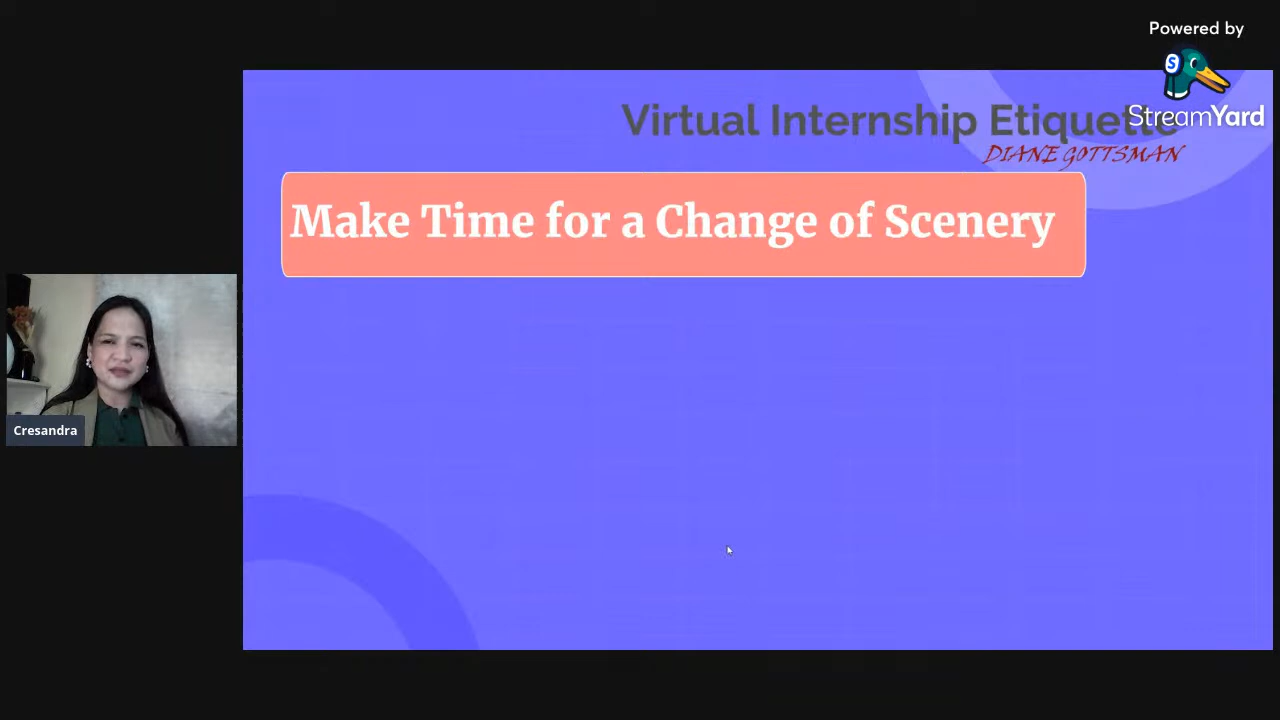 Powered by
S
StreamYard
Virtual Internship Etiquette
DIANE GOTTSMAN
Make Time for a Change of Scenery
Cresandra